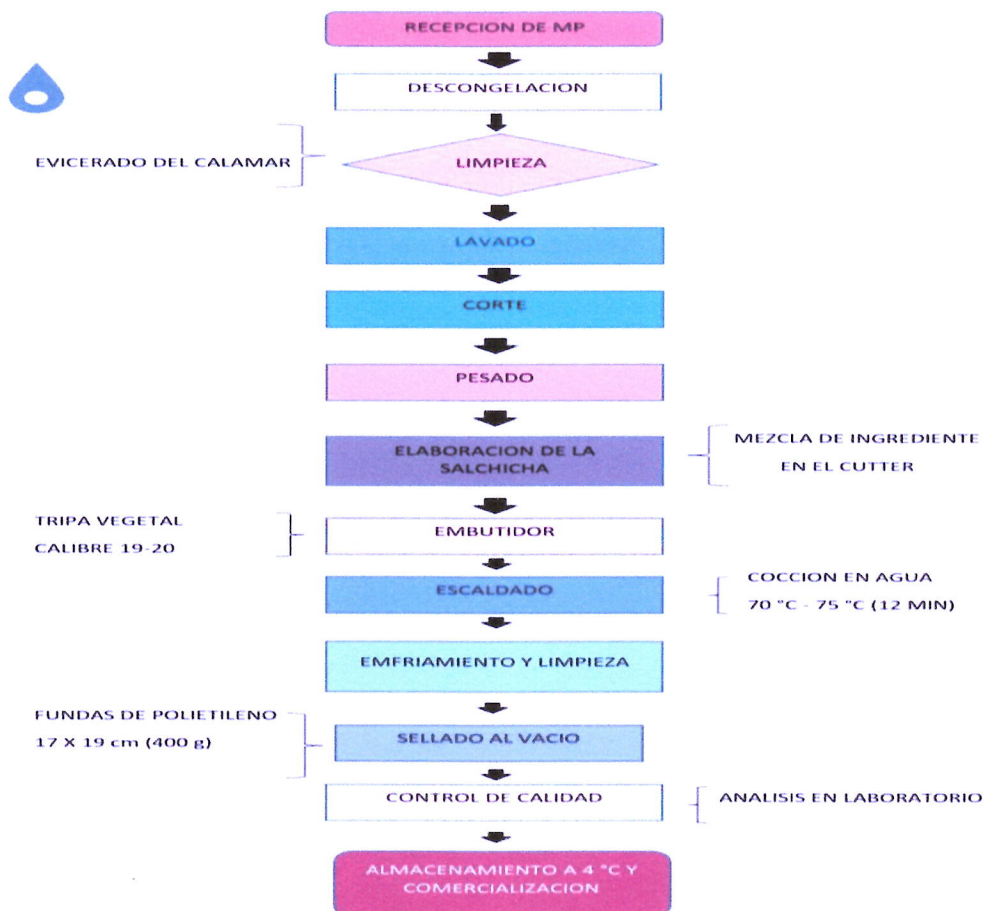 RECEPCION DE MP
DESCONGELACION
EVICERADO DEL CALAMAR
LIMPIEZA
LAVADO
CORTE
PESADO
ELABORACION DE LA
SALCHICHA
MEZCLA DE INGREDIENTE
EN EL CUTTER
TRIPA VEGETAL
CALIBRE 19-20
EMBUTIDOR
ESCALDADO
COCCION EN AGUA
70 °C - 75 °C (12 MIN)
EMFRIAMIENTO Y LIMPIEZA
FUNDAS DE POLIETILENO
17 X 19 cm (400 g)
SELLADO AL VACIO
CONTROL DE CALIDAD
ANALISIS EN LABORATORIO
ALMACENAMIENTO A 4 °C Y
COMERCIALIZACION